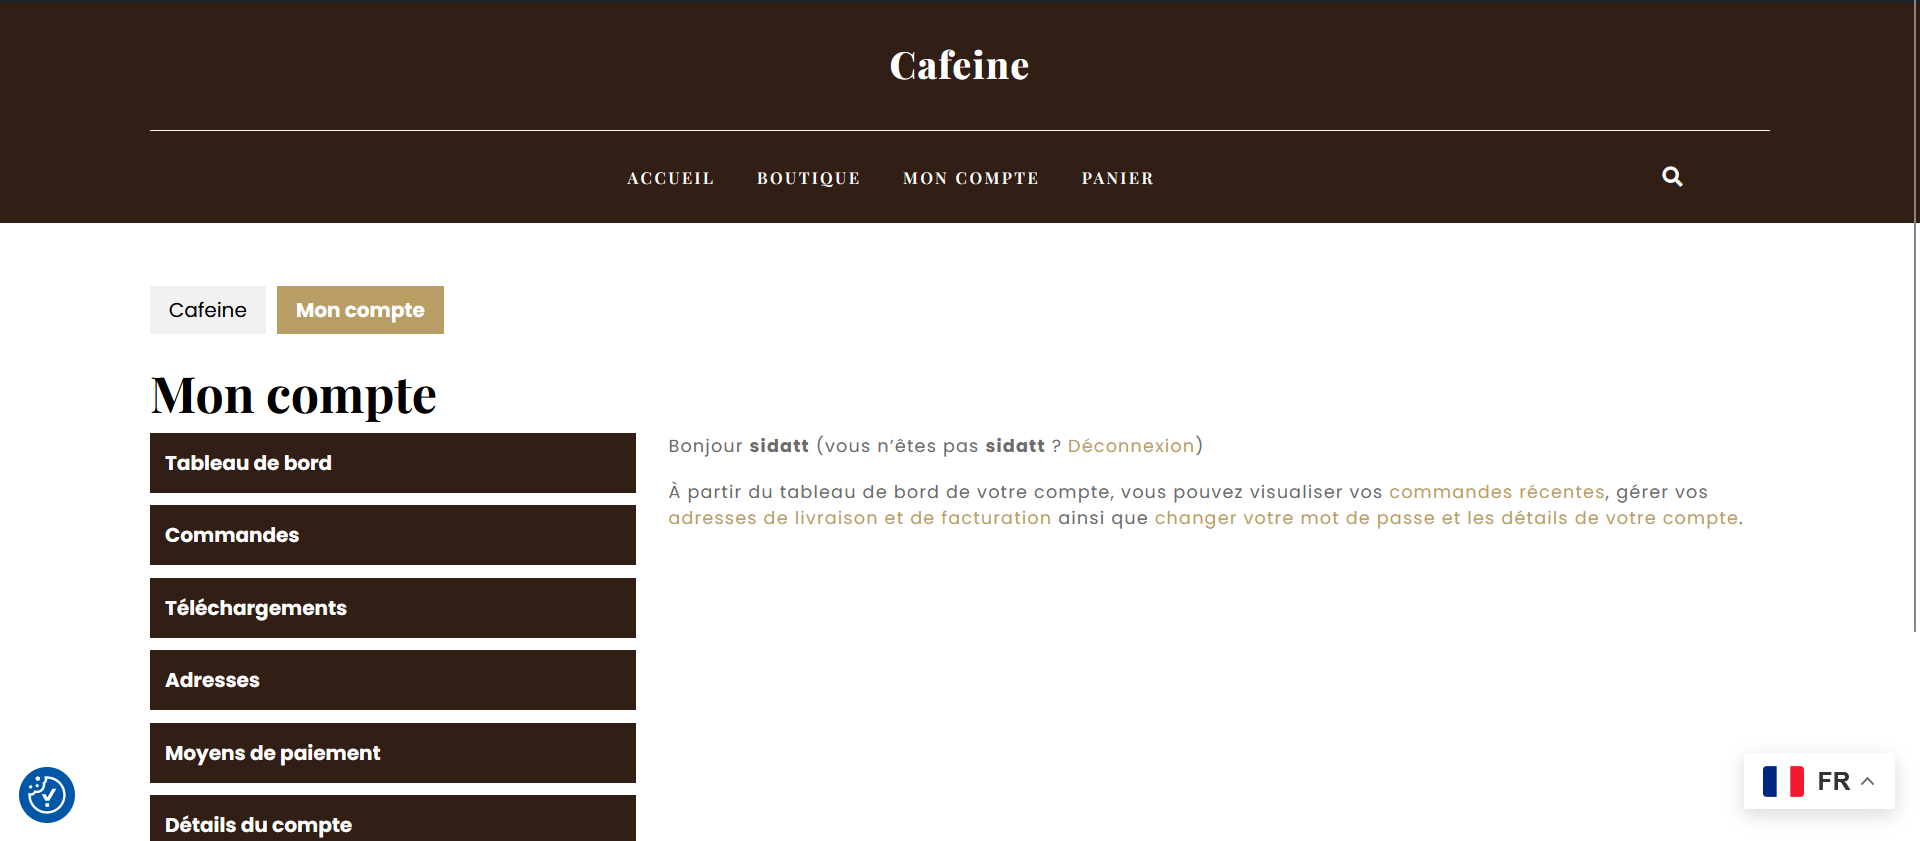 Cafeine
ACCUEIL BOUTIQUE MON COMPTE PANIER
Cafeine Mon compte
Mon compte
Tableau de bord
Commandes
Téléchargements
Adresses
Moyens de paiement
Détails du compte
Bonjour sidatt (vous n’êtes pas sidatt ? Déconnexion)
À partir du tableau de bord de votre compte, vous pouvez visualiser vos commandes récentes, gérer vos
adresses de livraison et de facturation ainsi que changer votre mot de passe et les détails de votre compte.
FR